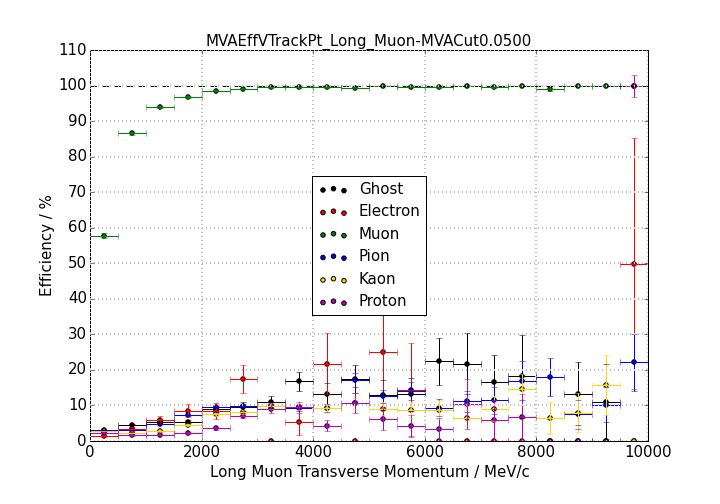 MVAEffVTrackPt_Long_Muon-MVACut0.0500
110
100
90
80
70
60
50
40
30
20
10
0
Efficiency / %
Ghost
Electron
Muon
Pion
Kaon
Proton
0 2000 4000 6000 8000 10000
Long Muon Transverse Momentum / MeV/c